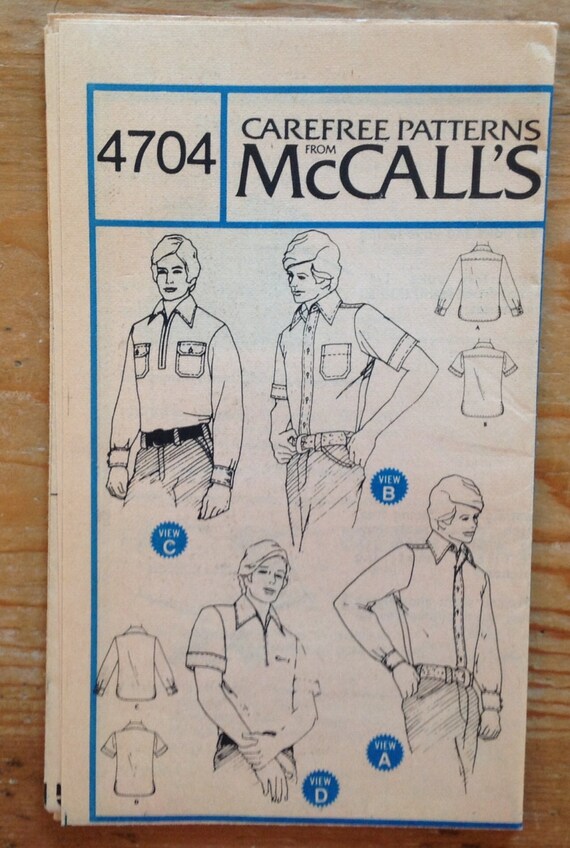 4704
CAREFREE PATTERNS
FROM
McCALL'S
A
B
VIEW
B
VIEW
C
C
D
VIEW
A
VIEW
D